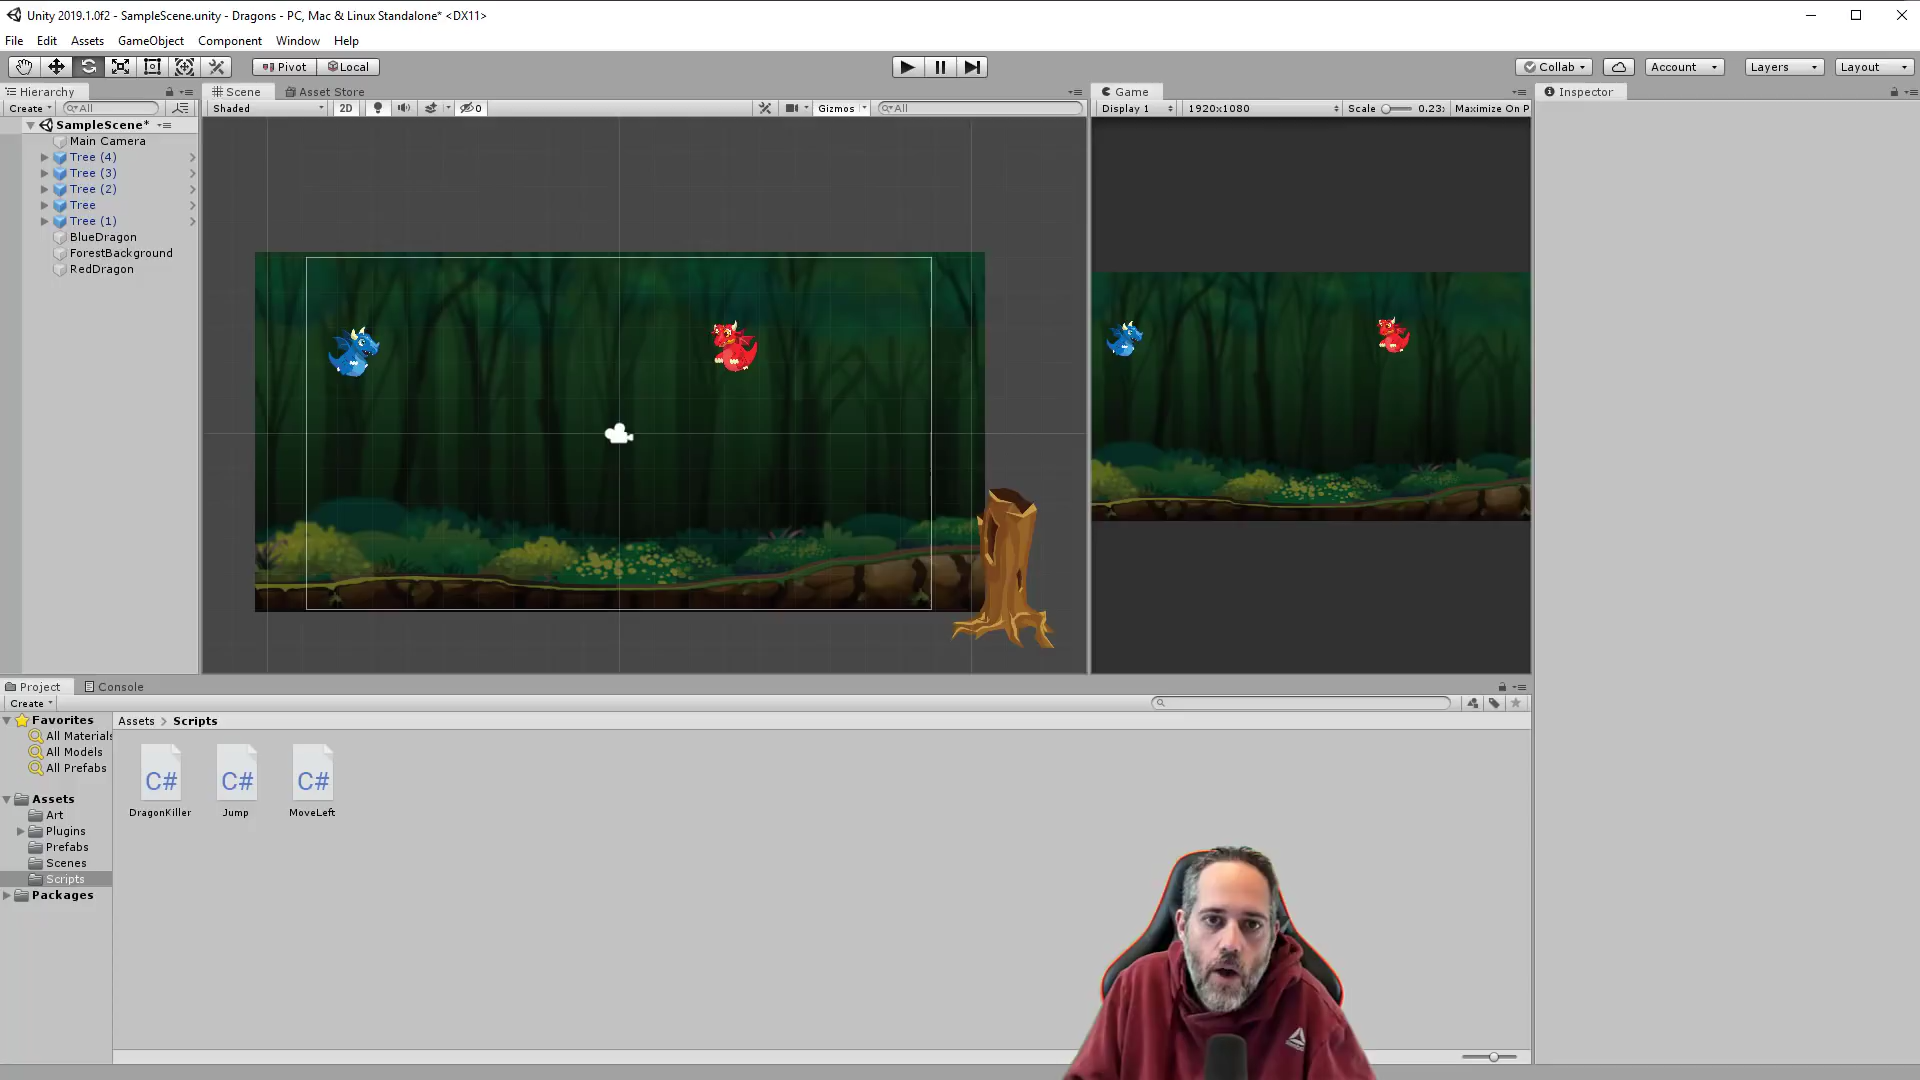 Unity 2019.1.0f2 - SampleScene.unity - Dragons - PC, Mac & Linux Standalone* <DX11>
File Edit Assets GameObject Component Window Help
Pivot Local Collab Account Layers Layout
Hierarchy Scene Asset Store Game Inspector
Create All Shaded 2D 0 Gizmos All Display 1 1920x1080 Scale 0.23: Maximize On P
SampleScene*
Main Camera
Tree (4)
Tree (3)
Tree (2)
Tree
Tree (1)
BlueDragon
ForestBackground
RedDragon
Project Console
Create
Favorites
All Materials
All Models
All Prefabs
Assets
Art
Plugins
Prefabs
Scenes
Scripts
Packages
Assets > Scripts
C# C# C#
DragonKiller Jump MoveLeft